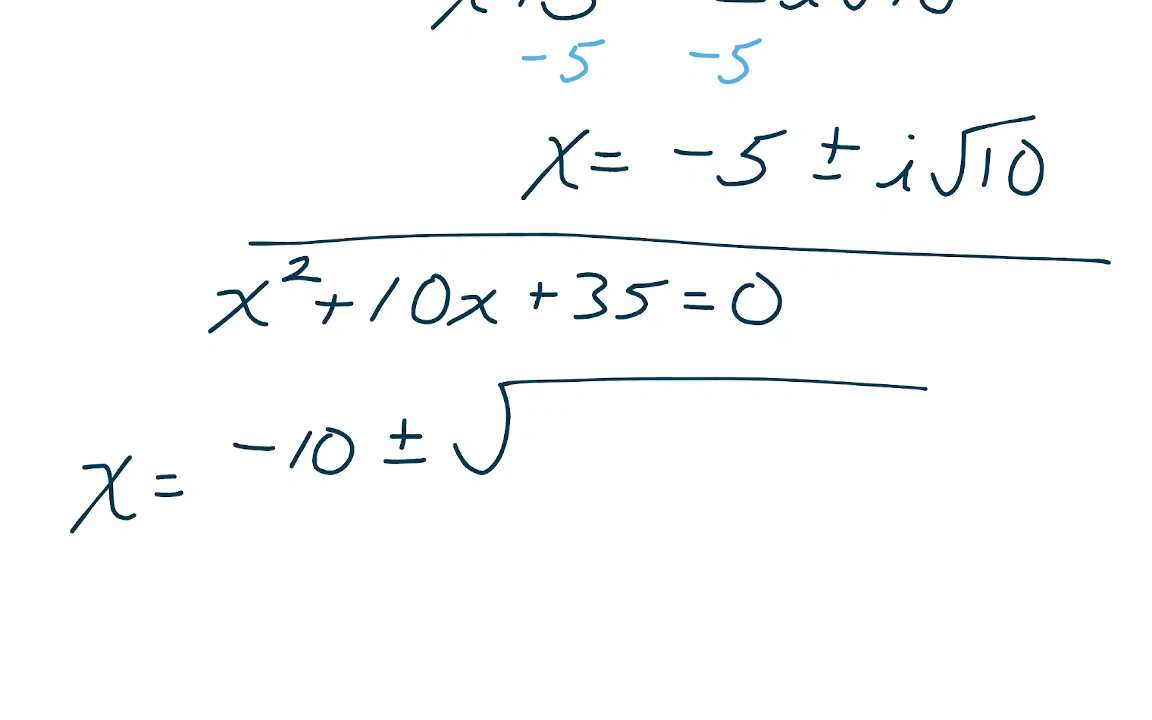 -5 -5
x = -5 ± i√10
x² + 10x + 35 = 0
x = -10 ± √